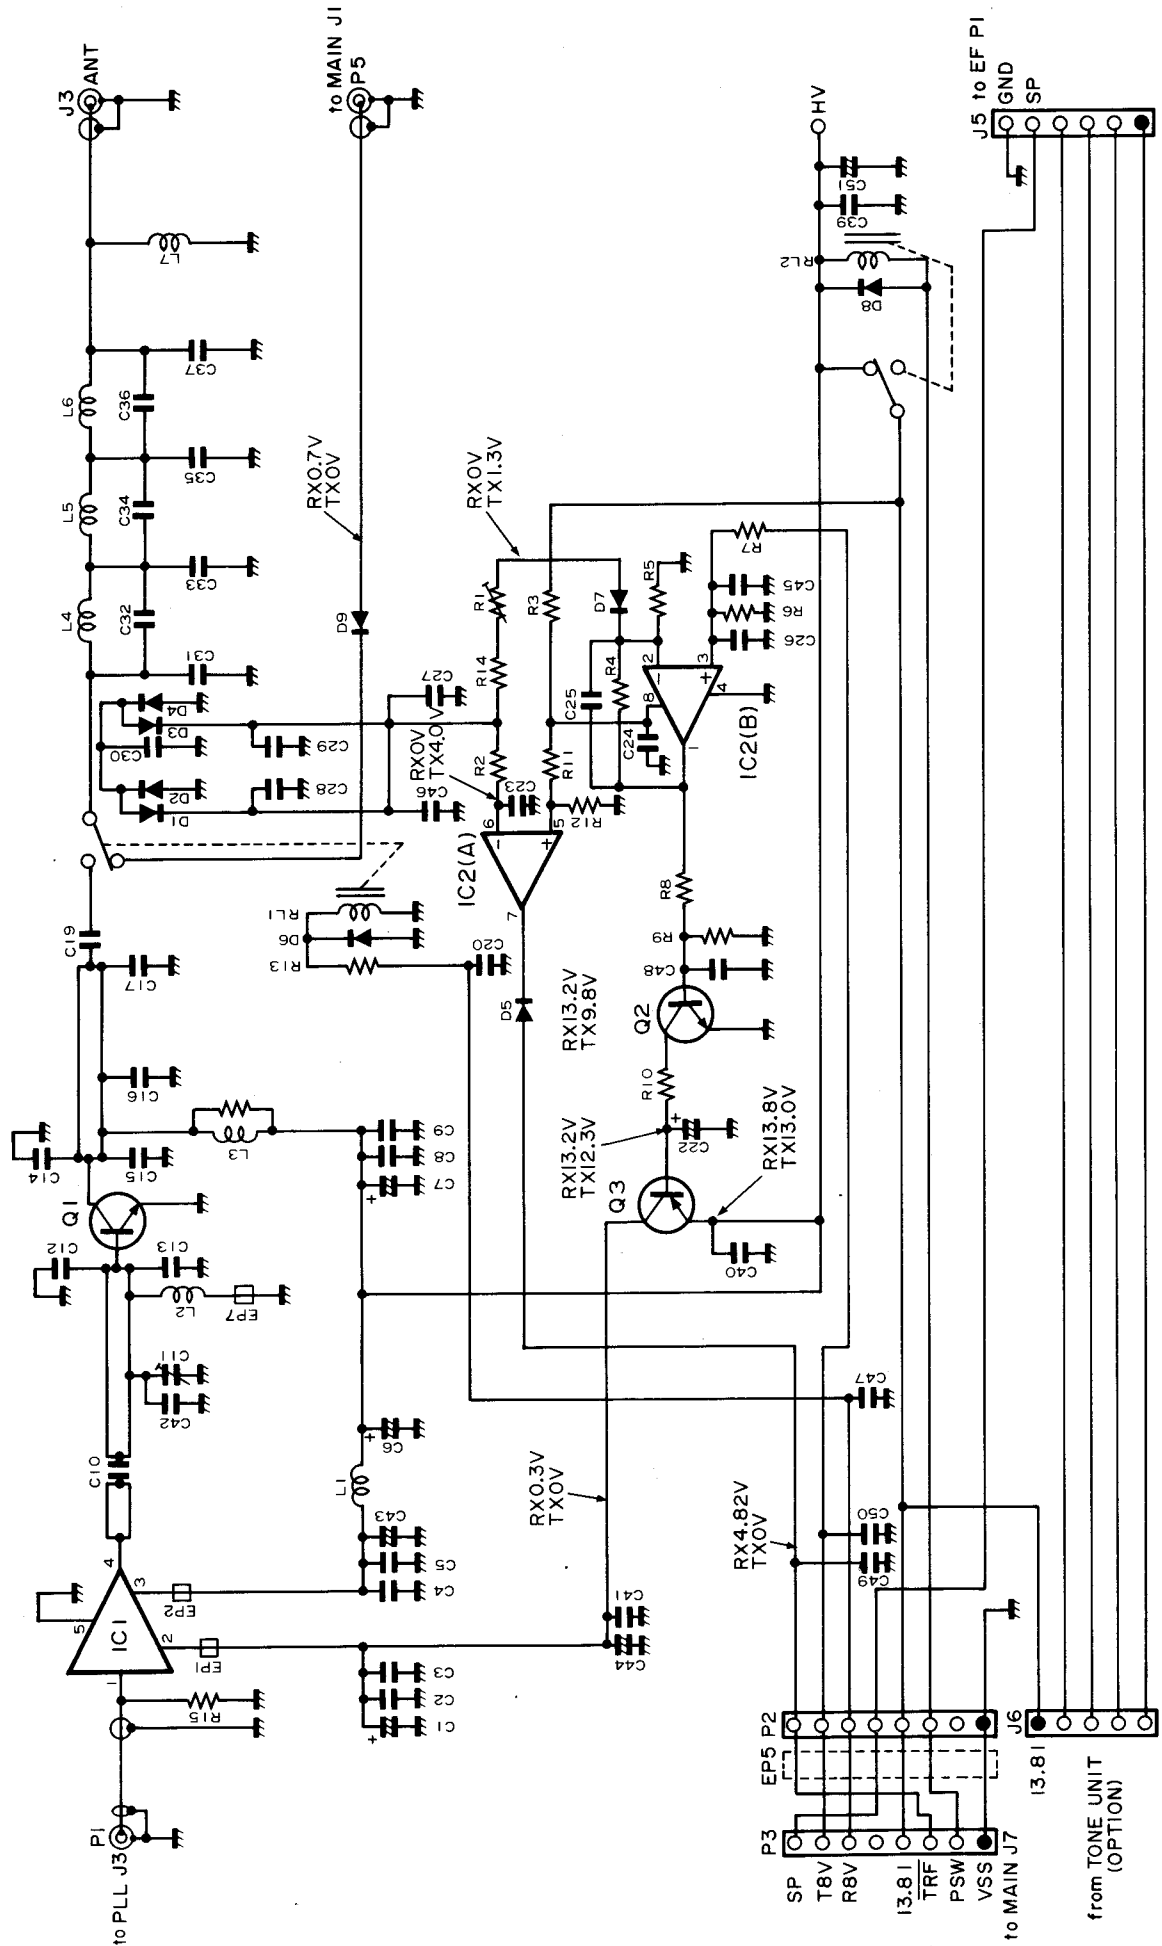 J3
ANT
to MAIN J1
P5
J5 to EF P1
GND
SP
HV
L7
C51
C39
RL2
D8
L6
C36
C37
L5
C34
C35
L4
C32
C33
C31
RX0.7V
TX0V
D9
RX0V
TX1.3V
R1
R14
R3
D7
R5
R7
C45
R6
C26
R4
C25
C24
2
3
8
4
1
−
+
IC2(B)
D4
D3
C30
D2
D1
C29
C28
C27
C46
R2
RX0V
TX4.0V
C23
R11
R12
6
5
7
−
+
IC2(A)
RL1
D6
R13
C20
D5
C19
C17
C16
C14
C15
L3
C9
C8
C7
+
Q1
C12
C13
L2
EP7
C11
C42
C10
RX13.2V
TX9.8V
R8
R9
C48
Q2
R10
RX13.2V
TX12.3V
+
C22
Q3
RX13.8V
TX13.0V
C40
C6
+
L1
C43
C5
C4
EP2
EP1
IC1
1
2
3
4
5
R15
C3
C2
C1
+
P1
to PLL J3
RX0.3V
TX0V
C41
C44
RX4.82V
TX0V
C47
C50
C49
P2
EP5
P3
SP
T8V
R8V
13.81
TRF
PSW
VSS
to MAIN J7
J6
13.81
from TONE UNIT
(OPTION)